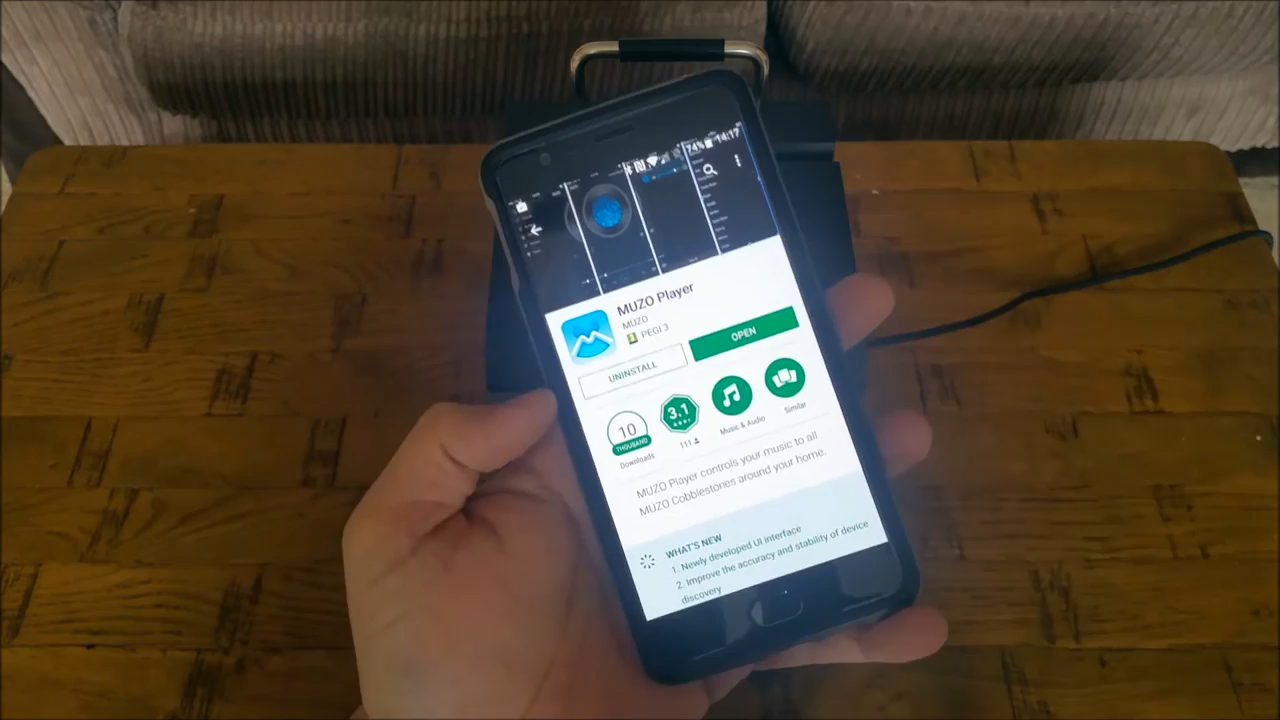 74% 14:17
MUZO Player
MUZO
PEGI 3
UNINSTALL
OPEN
10
THOUSAND
Downloads
3.1
111
Music & Audio
Similar
MUZO Player controls your music to all
MUZO Cobblestones around your home.
WHAT'S NEW
1. Newly developed UI interface
2. Improve the accuracy and stability of device
discovery